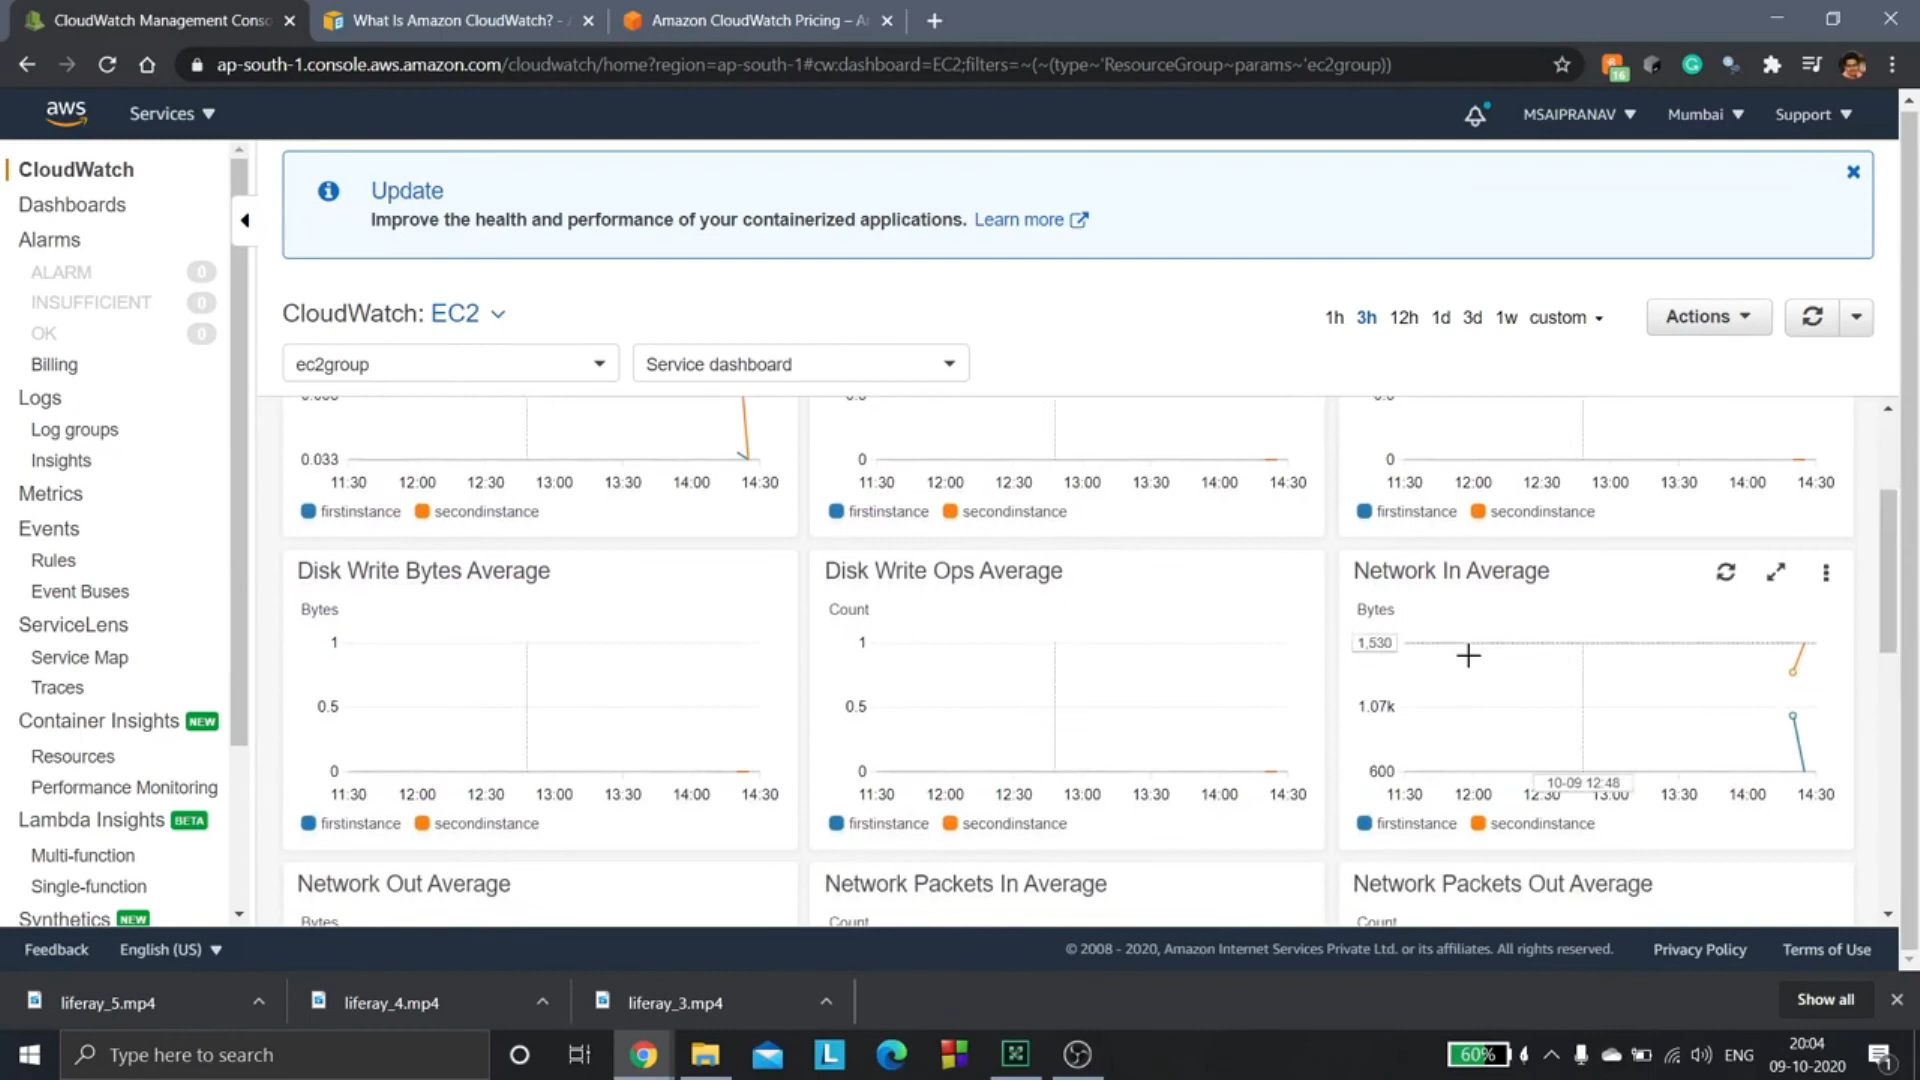 CloudWatch Management Conso
What Is Amazon CloudWatch? -
Amazon CloudWatch Pricing – A
ap-south-1.console.aws.amazon.com/cloudwatch/home?region=ap-south-1#cw:dashboard=EC2;filters=~(~(type~'ResourceGroup~params~'ec2group))
16
aws
Services
MSAIPRANAV
Mumbai
Support
CloudWatch
Dashboards
Alarms
ALARM 0
INSUFFICIENT 0
OK 0
Billing
Logs
Log groups
Insights
Metrics
Events
Rules
Event Buses
ServiceLens
Service Map
Traces
Container Insights NEW
Resources
Performance Monitoring
Lambda Insights BETA
Multi-function
Single-function
Synthetics NEW
Update
Improve the health and performance of your containerized applications. Learn more
CloudWatch: EC2
1h 3h 12h 1d 3d 1w custom
Actions
ec2group
Service dashboard
0.033
11:30 12:00 12:30 13:00 13:30 14:00 14:30
firstinstance secondinstance
0
11:30 12:00 12:30 13:00 13:30 14:00 14:30
firstinstance secondinstance
0
11:30 12:00 12:30 13:00 13:30 14:00 14:30
firstinstance secondinstance
Disk Write Bytes Average
Bytes
1
0.5
0
11:30 12:00 12:30 13:00 13:30 14:00 14:30
firstinstance secondinstance
Disk Write Ops Average
Count
1
0.5
0
11:30 12:00 12:30 13:00 13:30 14:00 14:30
firstinstance secondinstance
Network In Average
Bytes
1,530
1.07k
600
10-09 12:48
11:30 12:00 12:30 13:00 13:30 14:00 14:30
firstinstance secondinstance
Network Out Average
Bytes
Network Packets In Average
Count
Network Packets Out Average
Count
Feedback
English (US)
© 2008 - 2020, Amazon Internet Services Private Ltd. or its affiliates. All rights reserved.
Privacy Policy
Terms of Use
liferay_5.mp4
liferay_4.mp4
liferay_3.mp4
Show all
Type here to search
L
60%
ENG
20:04
09-10-2020
1